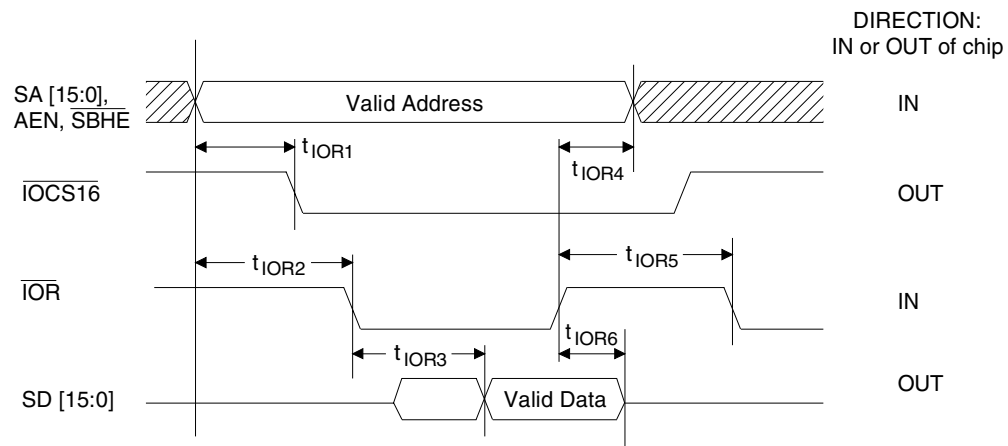 DIRECTION:
IN or OUT of chip
SA [15:0],
AEN, SBHE
Valid Address
IN
tIOR1
tIOR4
IOCS16
OUT
tIOR2
tIOR5
IOR
IN
tIOR3
tIOR6
OUT
SD [15:0]
Valid Data